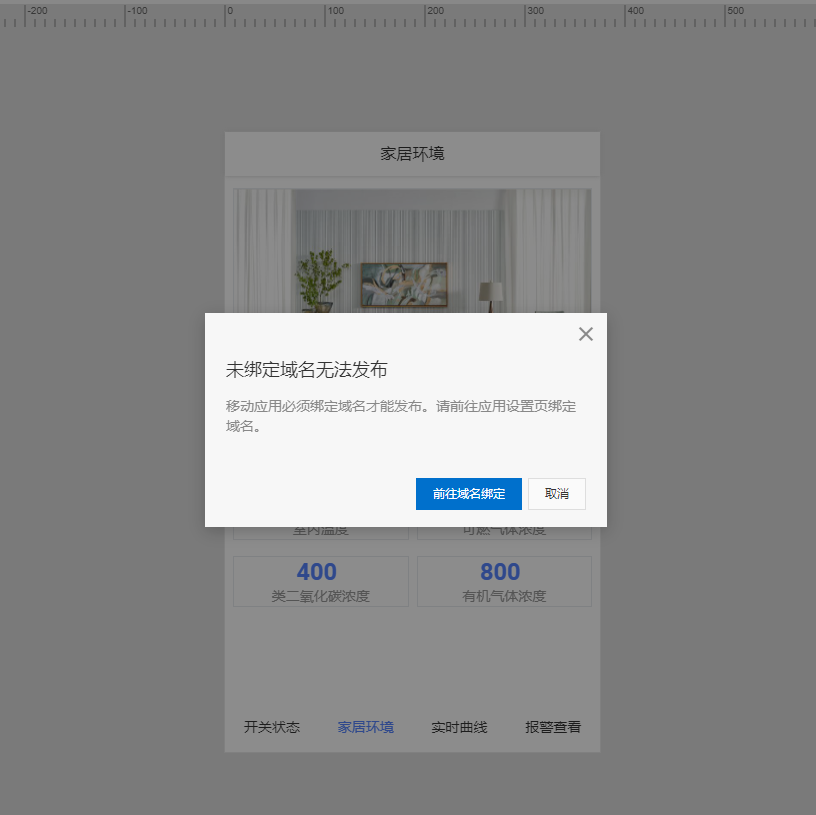 -200 -100 0 100 200 300 400 500
家居环境
未绑定域名无法发布
移动应用必须绑定域名才能发布。请前往应用设置页绑定
域名。
前往域名绑定 取消
室内温度 可燃气体浓度
400 800
类二氧化碳浓度 有机气体浓度
开关状态 家居环境 实时曲线 报警查看